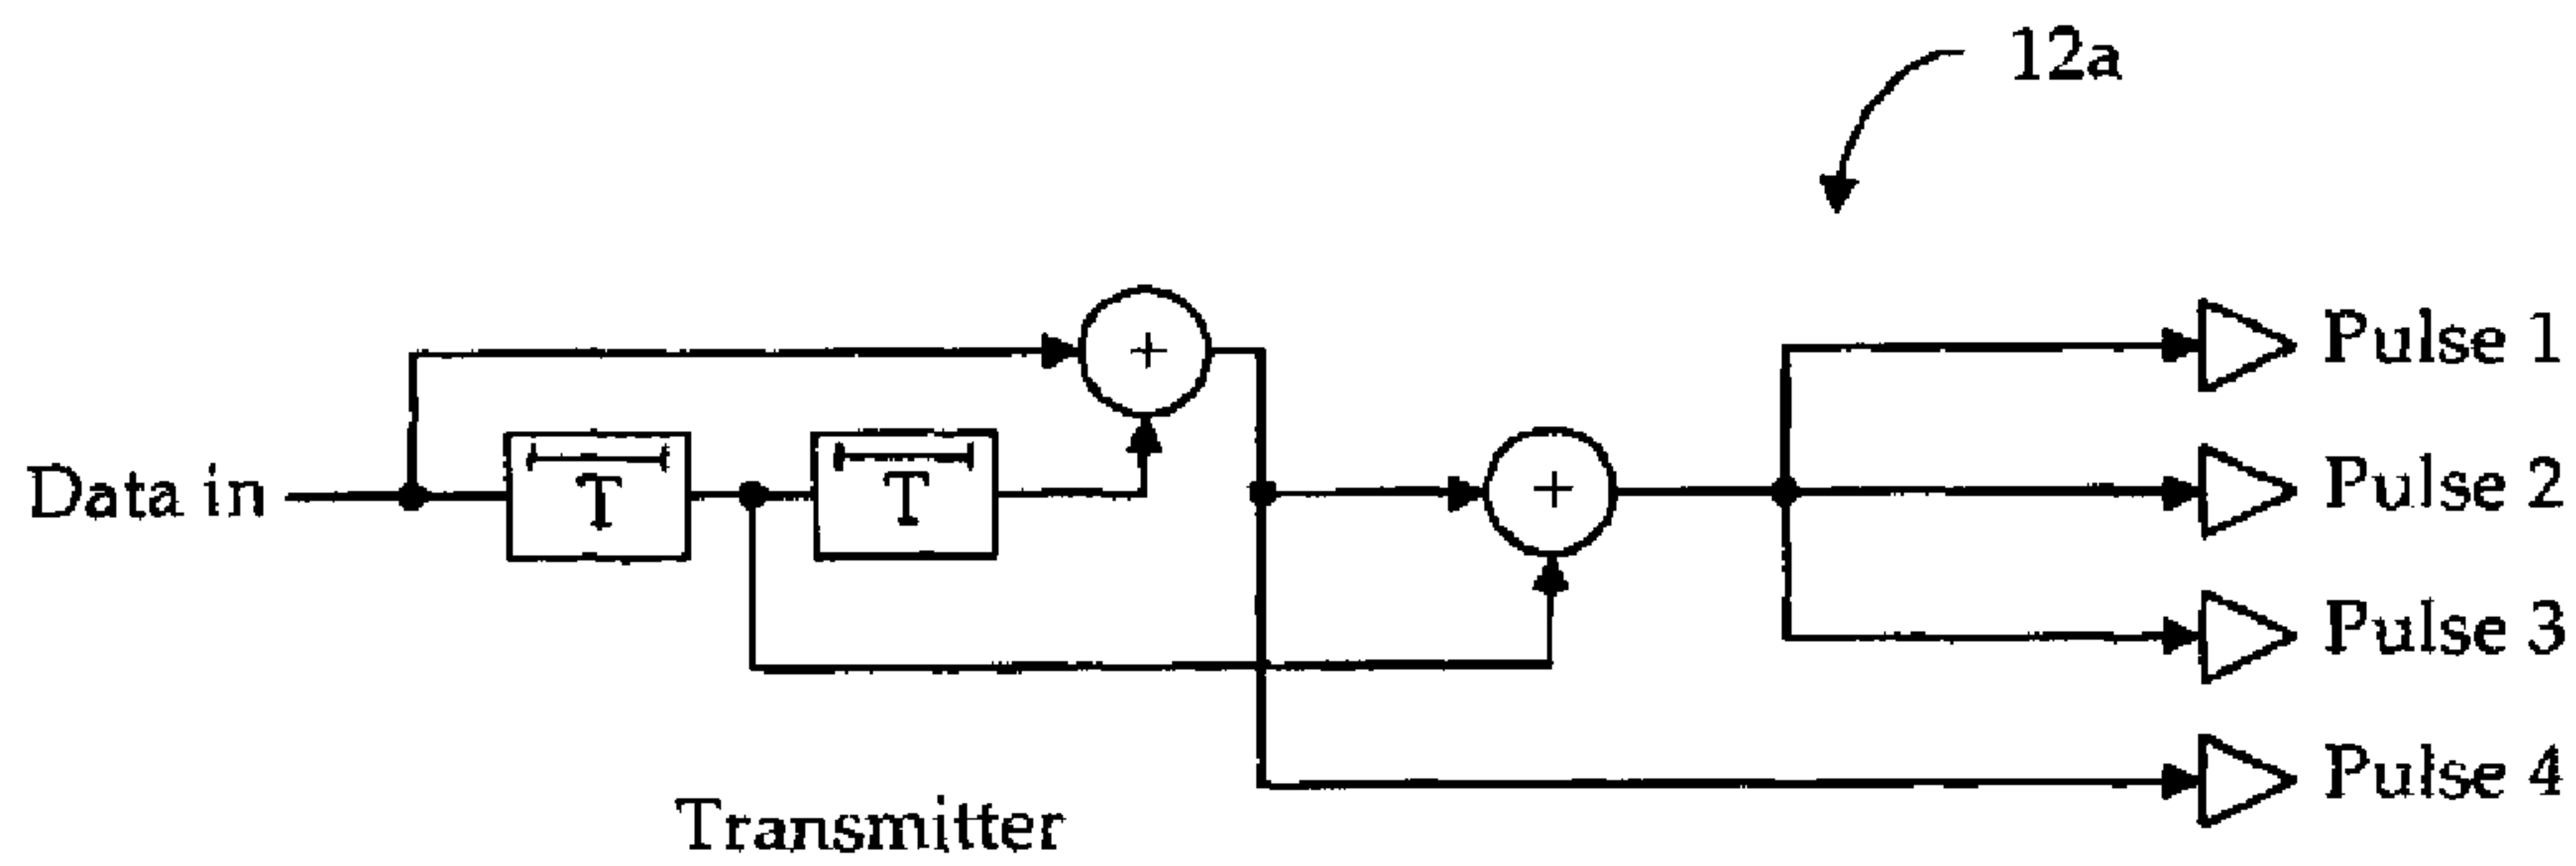 12a
+
Pulse 1
Data in
T
T
+
Pulse 2
Pulse 3
Pulse 4
Transmitter